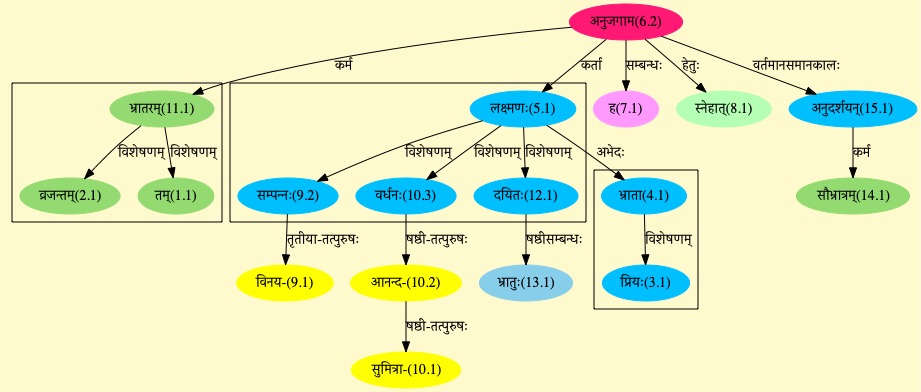 अनुजगाम(6.2)
कर्म कर्ता सम्बन्धः हेतुः वर्तमानसमानकालः
भ्रातरम्(11.1) लक्ष्मणः(5.1) ह(7.1) स्नेहात्(8.1) अनुदर्शयन्(15.1)
विशेषणम् विशेषणम् विशेषणम् विशेषणम् विशेषणम् अभेदः कर्म
व्रजन्तम्(2.1) तम्(1.1) सम्पन्नः(9.2) वर्धनः(10.3) दयितः(12.1) भ्राता(4.1) सौभ्रात्रम्(14.1)
तृतीया-तत्पुरुषः षष्ठी-तत्पुरुषः षष्ठीसम्बन्धः विशेषणम्
विनय-(9.1) आनन्द-(10.2) भ्रातुः(13.1) प्रियः(3.1)
षष्ठी-तत्पुरुषः
सुमित्रा-(10.1)